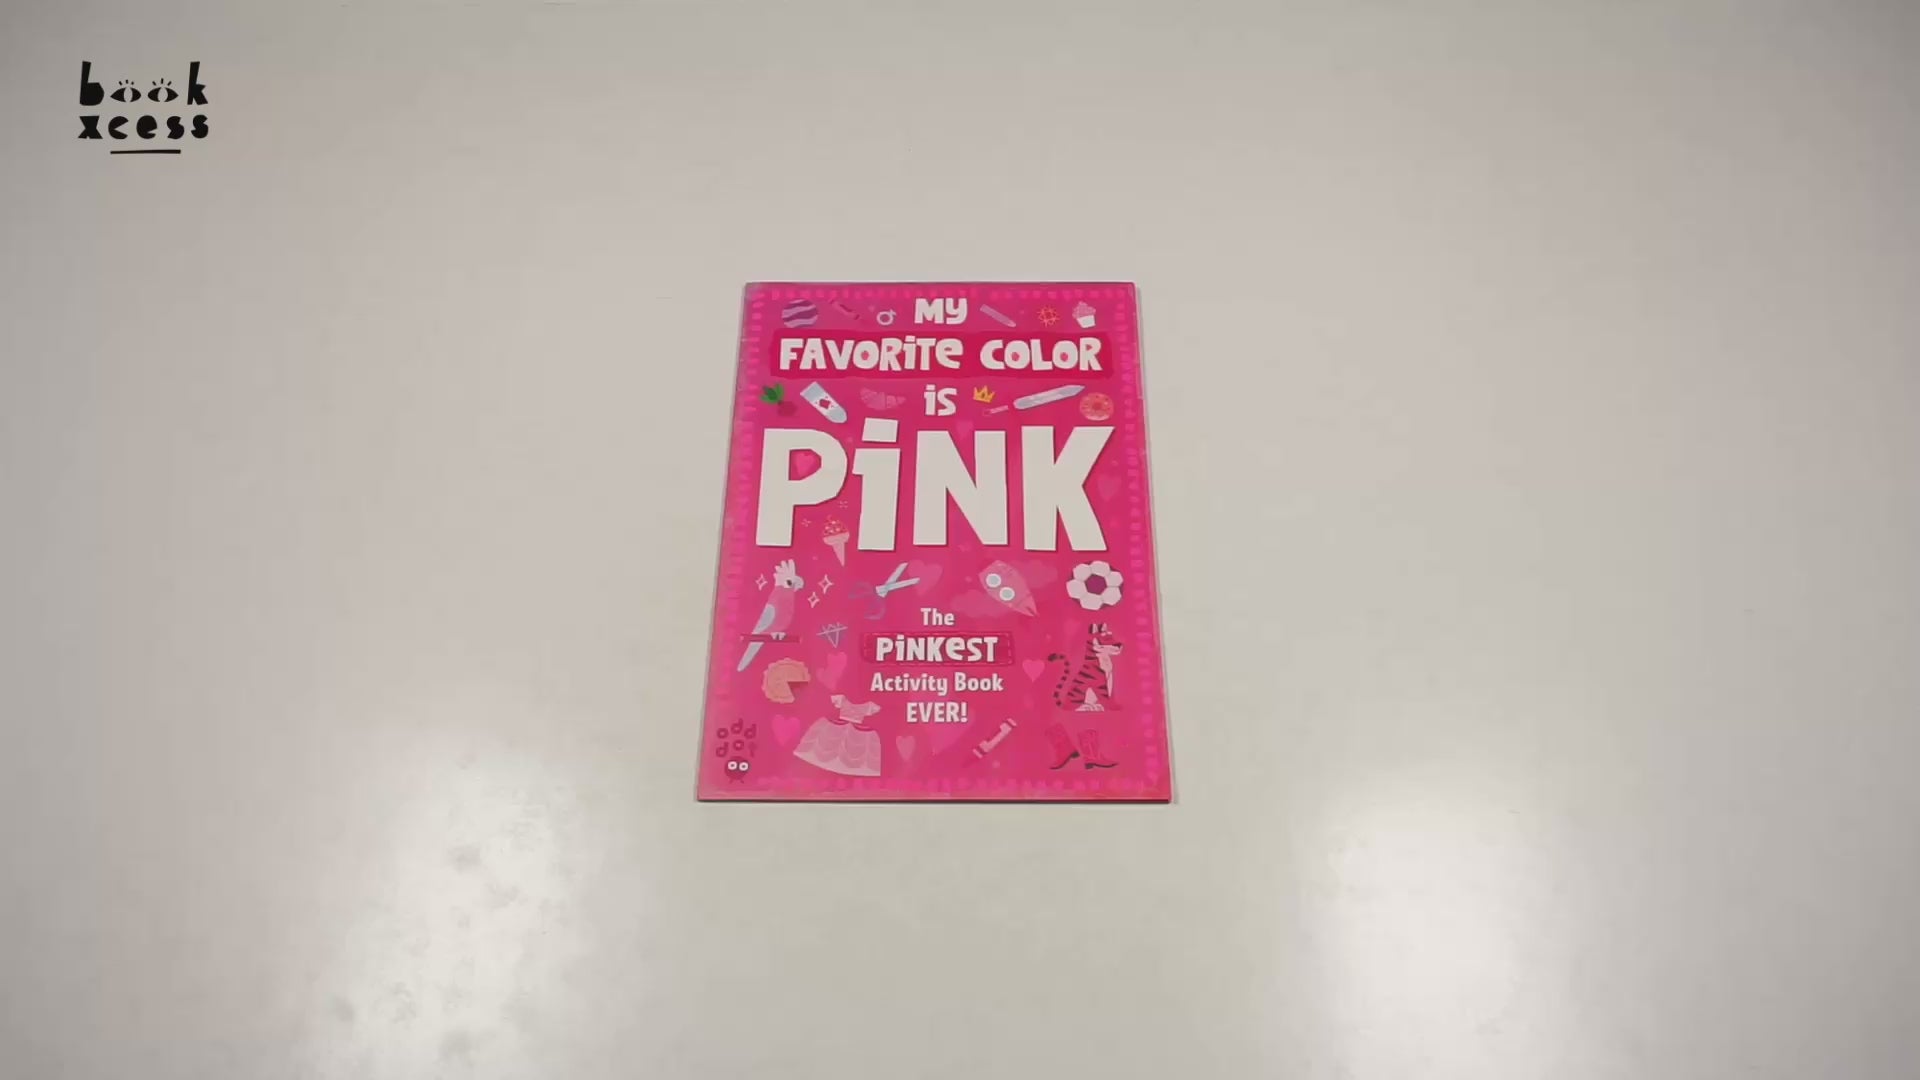 book
xcess
My
FAVORiTe COLOR
is
PiNK
The
PiNKeST
Activity Book
EVER!
odd
dot